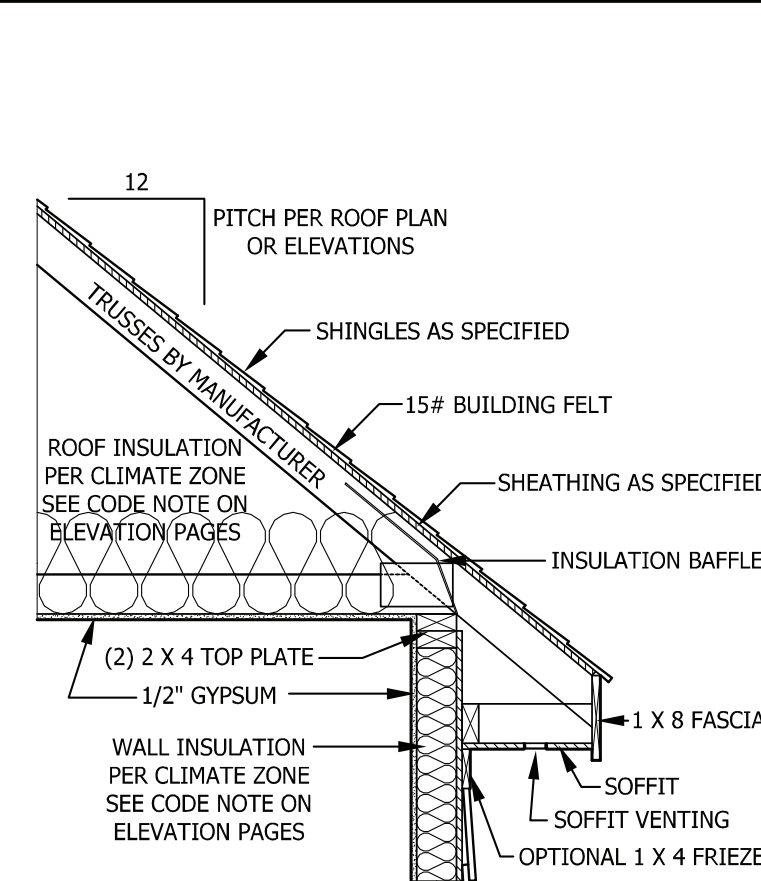 12
PITCH PER ROOF PLAN
OR ELEVATIONS
TRUSSES BY MANUFACTURER
SHINGLES AS SPECIFIED
15# BUILDING FELT
ROOF INSULATION
PER CLIMATE ZONE
SEE CODE NOTE ON
ELEVATION PAGES
SHEATHING AS SPECIFIED
INSULATION BAFFLE
(2) 2 X 4 TOP PLATE
1/2" GYPSUM
1 X 8 FASCIA
WALL INSULATION
PER CLIMATE ZONE
SEE CODE NOTE ON
ELEVATION PAGES
SOFFIT
SOFFIT VENTING
OPTIONAL 1 X 4 FRIEZE